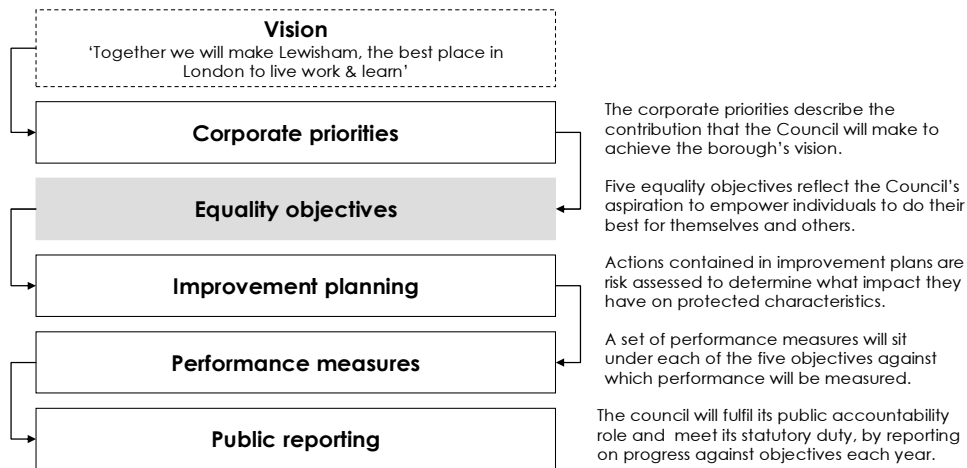 Vision
‘Together we will make Lewisham, the best place in
London to live work & learn’
Corporate priorities
The corporate priorities describe the
contribution that the Council will make to
achieve the borough’s vision.
Equality objectives
Five equality objectives reflect the Council’s
aspiration to empower individuals to do their
best for themselves and others.
Improvement planning
Actions contained in improvement plans are
risk assessed to determine what impact they
have on protected characteristics.
Performance measures
A set of performance measures will sit
under each of the five objectives against
which performance will be measured.
Public reporting
The council will fulfil its public accountability
role and  meet its statutory duty, by reporting
on progress against objectives each year.